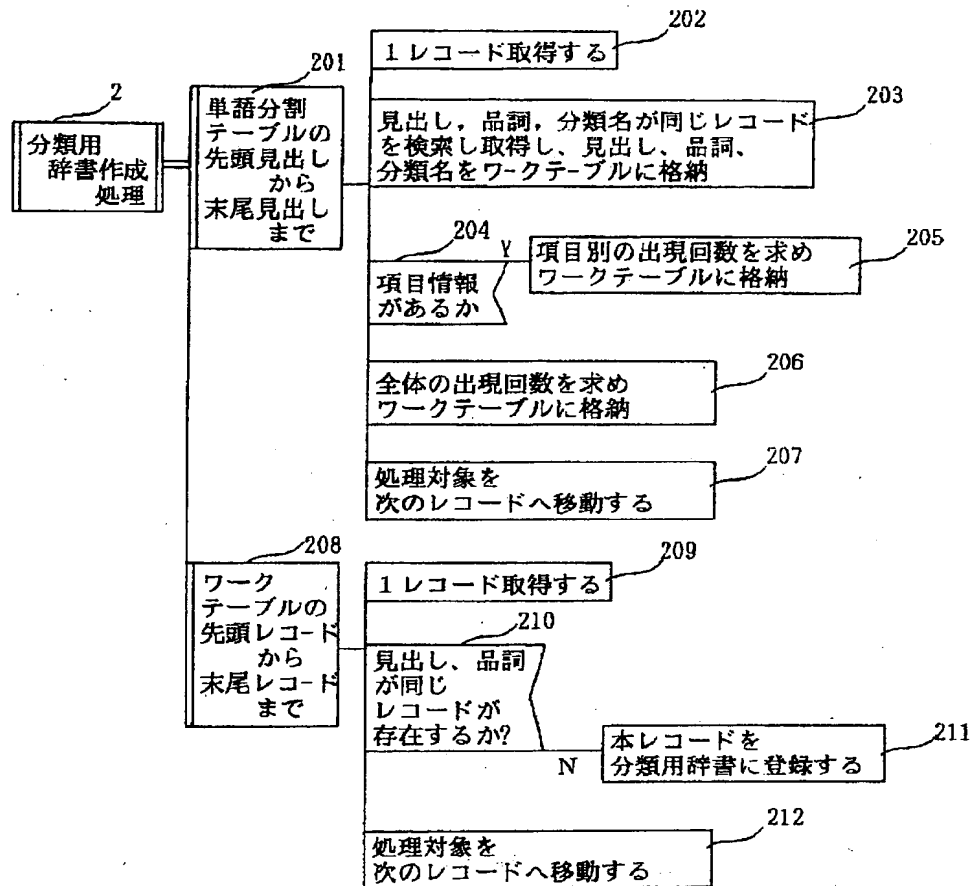 2
分類用
辞書作成
処理
201
単語分割
テーブルの
先頭見出し
から
末尾見出し
まで
202
1レコード取得する
203
見出し,品詞,分類名が同じレコード
を検索し取得し、見出し、品詞、
分類名をワークテーブルに格納
204
項目情報
があるか
Y
205
項目別の出現回数を求め
ワークテーブルに格納
206
全体の出現回数を求め
ワークテーブルに格納
207
処理対象を
次のレコードへ移動する
208
ワーク
テーブルの
先頭レコード
から
末尾レコード
まで
209
1レコード取得する
210
見出し、品詞
が同じ
レコードが
存在するか?
N
211
本レコードを
分類用辞書に登録する
212
処理対象を
次のレコードへ移動する